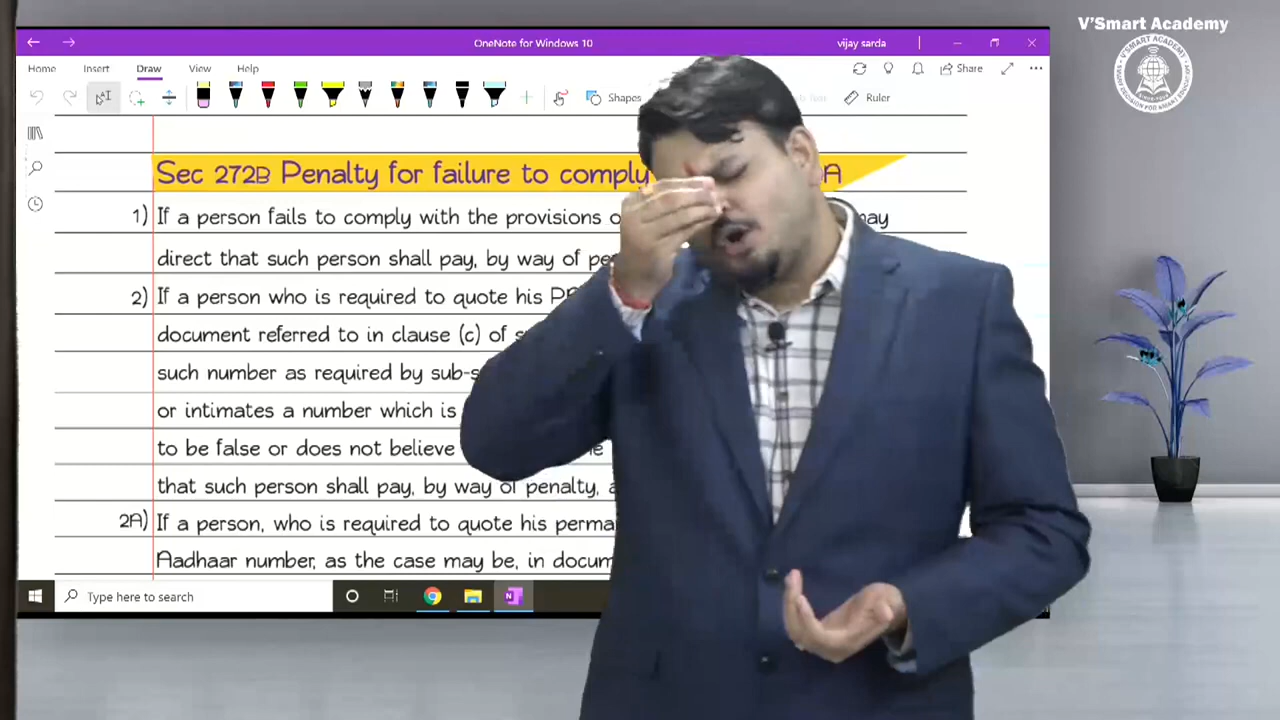 V'Smart Academy
OneNote for Windows 10
vijay sarda
Home Insert Draw View Help
Share
Shapes
Ruler
Sec 272B Penalty for failure to comply
1) If a person fails to comply with the provisions
may
direct that such person shall pay, by way of
2) If a person who is required to quote his
document referred to in clause (c) of
such number as required by
or intimates a number which is
to be false or does not believe
that such person shall pay, by way of penalty,
2A) If a person, who is required to quote his
Aadhaar number, as the case may be, in
Type here to search